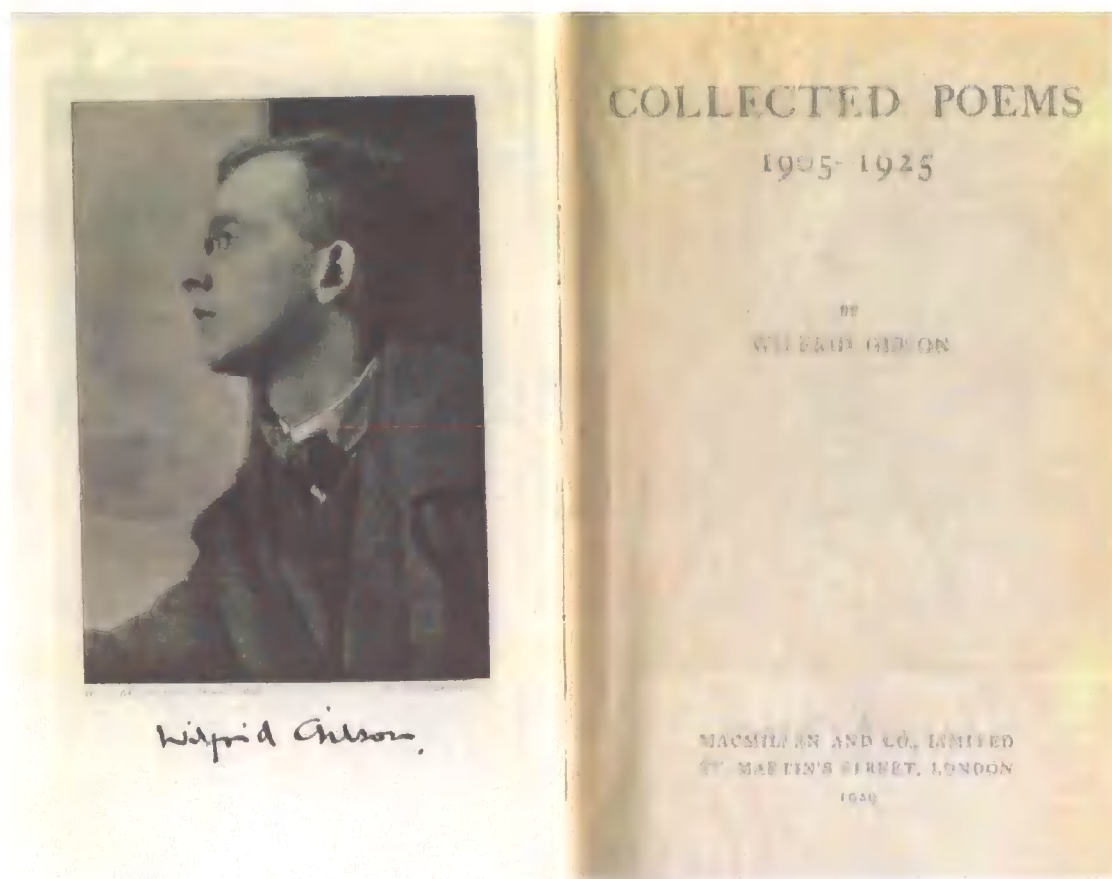 Wilfrid Gibson
COLLECTED POEMS
1905-1925
BY
WILFRID GIBSON
MACMILLAN AND CO., LIMITED
ST. MARTIN'S STREET, LONDON